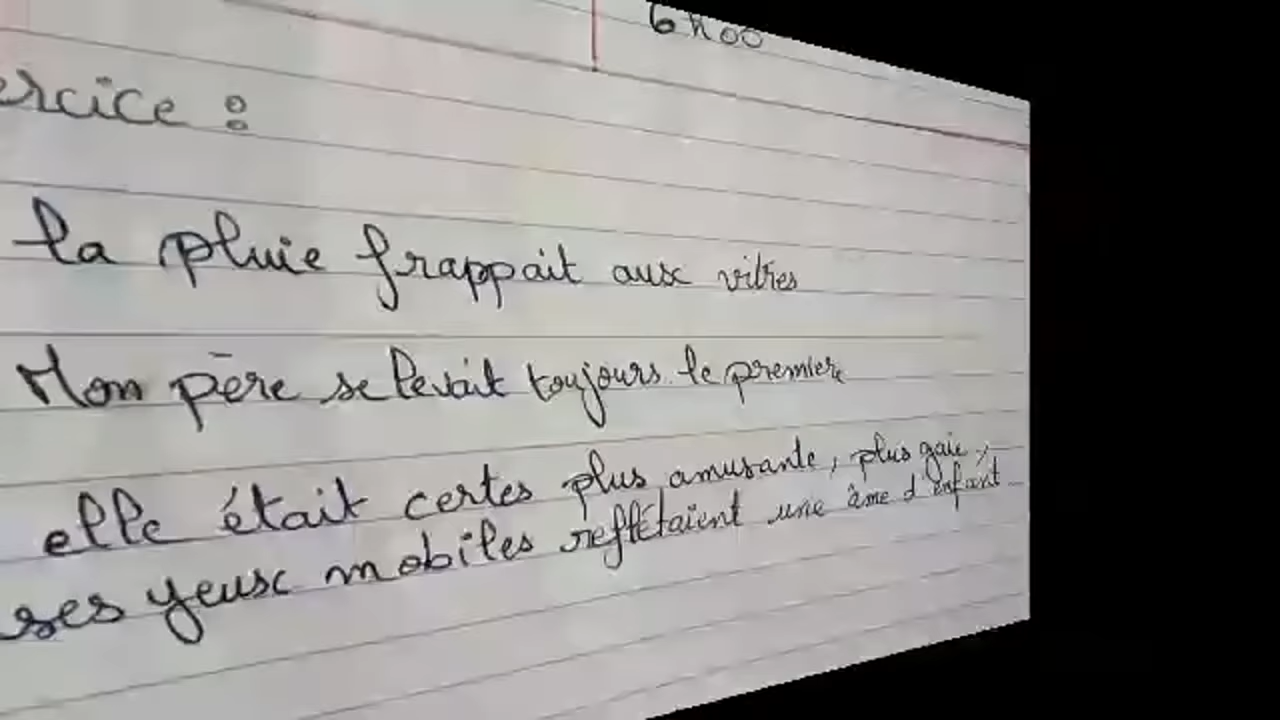 6h00
ercice :
la pluie frappait aux vitres
Mon père se levait toujours le premier
elle était certes plus amusante, plus gaie,
ses yeux mobiles reflétaient une âme d'enfant